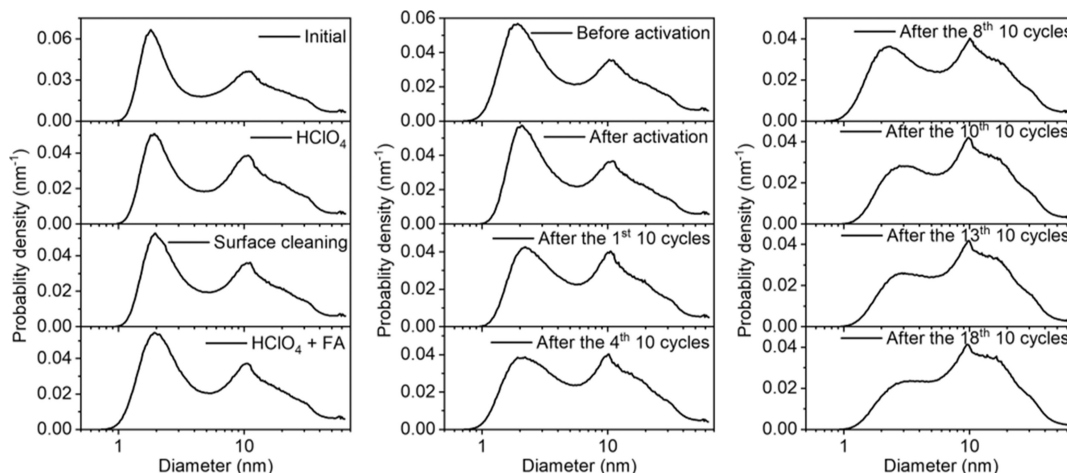 Probablity density (nm⁻¹)
0.06
0.03
0.00
Initial
0.04
0.02
0.00
HClO₄
0.04
0.02
0.00
Surface cleaning
0.04
0.02
0.00
HClO₄ + FA
1 10
Diameter (nm)
Probablity density (nm⁻¹)
0.06
0.04
0.02
0.00
Before activation
0.04
0.02
0.00
After activation
0.04
0.02
0.00
After the 1ˢᵗ 10 cycles
0.04
0.02
0.00
After the 4ᵗʰ 10 cycles
1 10
Diameter (nm)
Probablity density (nm⁻¹)
0.04
0.02
0.00
After the 8ᵗʰ 10 cycles
0.04
0.02
0.00
After the 10ᵗʰ 10 cycles
0.04
0.02
0.00
After the 13ᵗʰ 10 cycles
0.04
0.02
0.00
After the 18ᵗʰ 10 cycles
1 10
Diameter (nm)